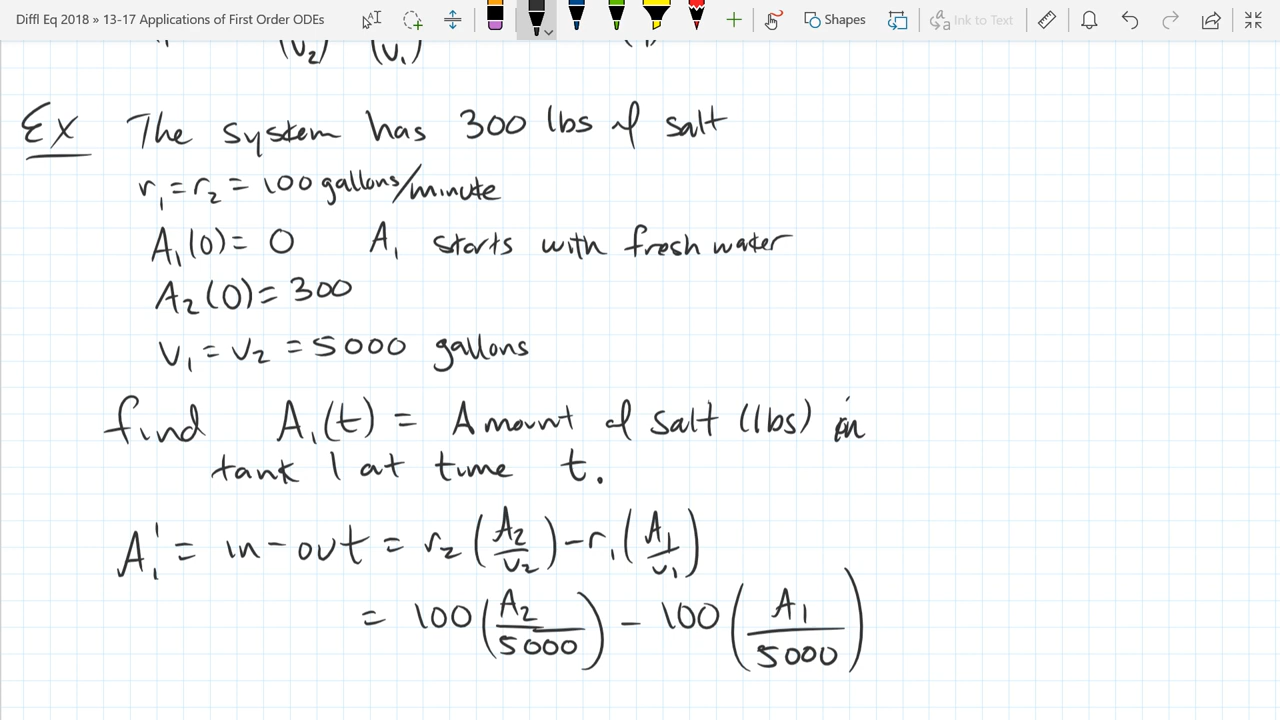 Diffl Eq 2018 » 13-17 Applications of First Order ODEs
Shapes
Ink to Text
(V₂) (V₁)
Ex The system has 300 lbs of salt
r₁ = r₂ = 100 gallons/minute
A₁(0) = 0 A₁ starts with fresh water
A₂(0) = 300
V₁ = V₂ = 5000 gallons
find A₁(t) = Amount of salt (lbs) in
tank 1 at time t.
A₁' = in-out = r₂ (A₂/V₂) - r₁ (A₁/V₁)
= 100 (A₂/5000) - 100 (A₁/5000)